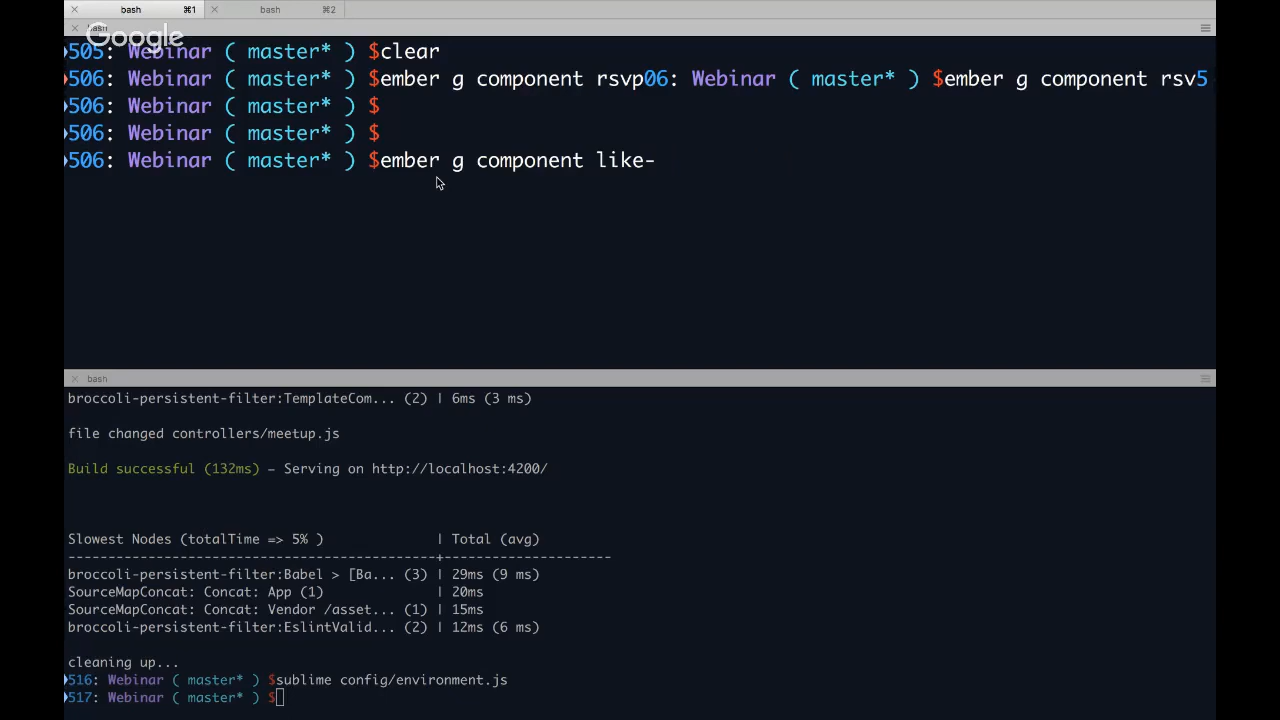 bash ⌘1 bash ⌘2
bash
Google
505: Webinar ( master* ) $clear
506: Webinar ( master* ) $ember g component rsvp06: Webinar ( master* ) $ember g component rsv5
506: Webinar ( master* ) $
506: Webinar ( master* ) $
506: Webinar ( master* ) $ember g component like-
bash
broccoli-persistent-filter:TemplateCom... (2) | 6ms (3 ms)
file changed controllers/meetup.js
Build successful (132ms) – Serving on http://localhost:4200/
Slowest Nodes (totalTime => 5% ) | Total (avg)
----------------------------------------------+---------------------
broccoli-persistent-filter:Babel > [Ba... (3) | 29ms (9 ms)
SourceMapConcat: Concat: App (1) | 20ms
SourceMapConcat: Concat: Vendor /asset... (1) | 15ms
broccoli-persistent-filter:EslintValid... (2) | 12ms (6 ms)
cleaning up...
516: Webinar ( master* ) $sublime config/environment.js
517: Webinar ( master* ) $